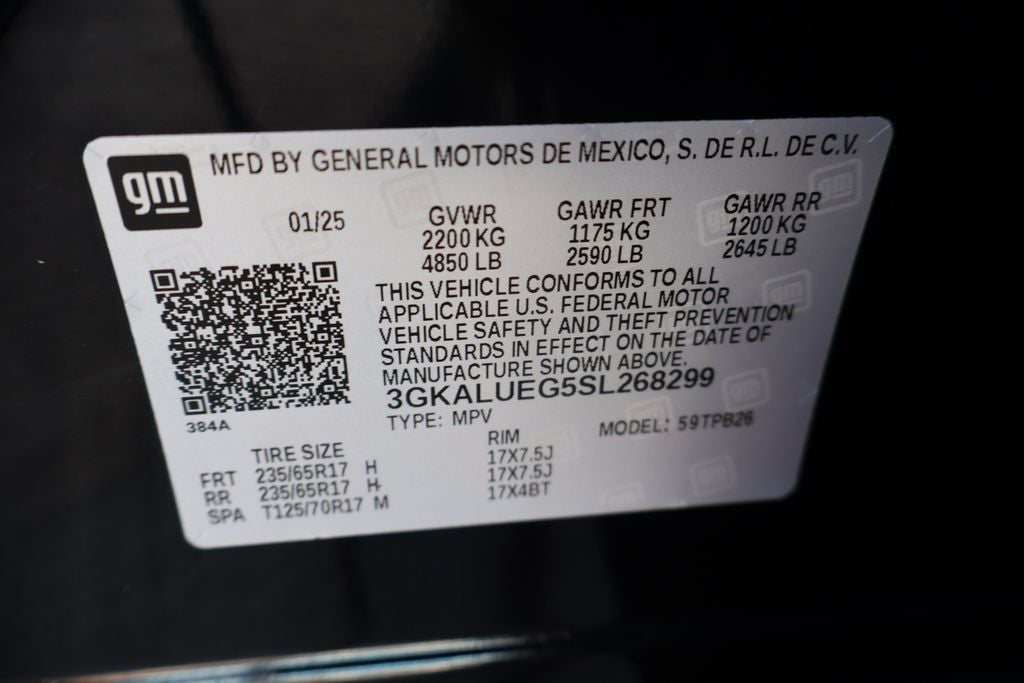 gm
MFD BY GENERAL MOTORS DE MEXICO, S. DE R.L. DE C.V.
01/25 GVWR GAWR FRT GAWR RR
2200 KG 1175 KG 1200 KG
4850 LB 2590 LB 2645 LB
THIS VEHICLE CONFORMS TO ALL
APPLICABLE U.S. FEDERAL MOTOR
VEHICLE SAFETY AND THEFT PREVENTION
STANDARDS IN EFFECT ON THE DATE OF
MANUFACTURE SHOWN ABOVE.
3GKALUEG5SL268299
384A
TYPE: MPV MODEL: 59TPB26
TIRE SIZE RIM
FRT 235/65R17 H 17X7.5J
RR 235/65R17 H 17X7.5J
SPA T125/70R17 M 17X4BT